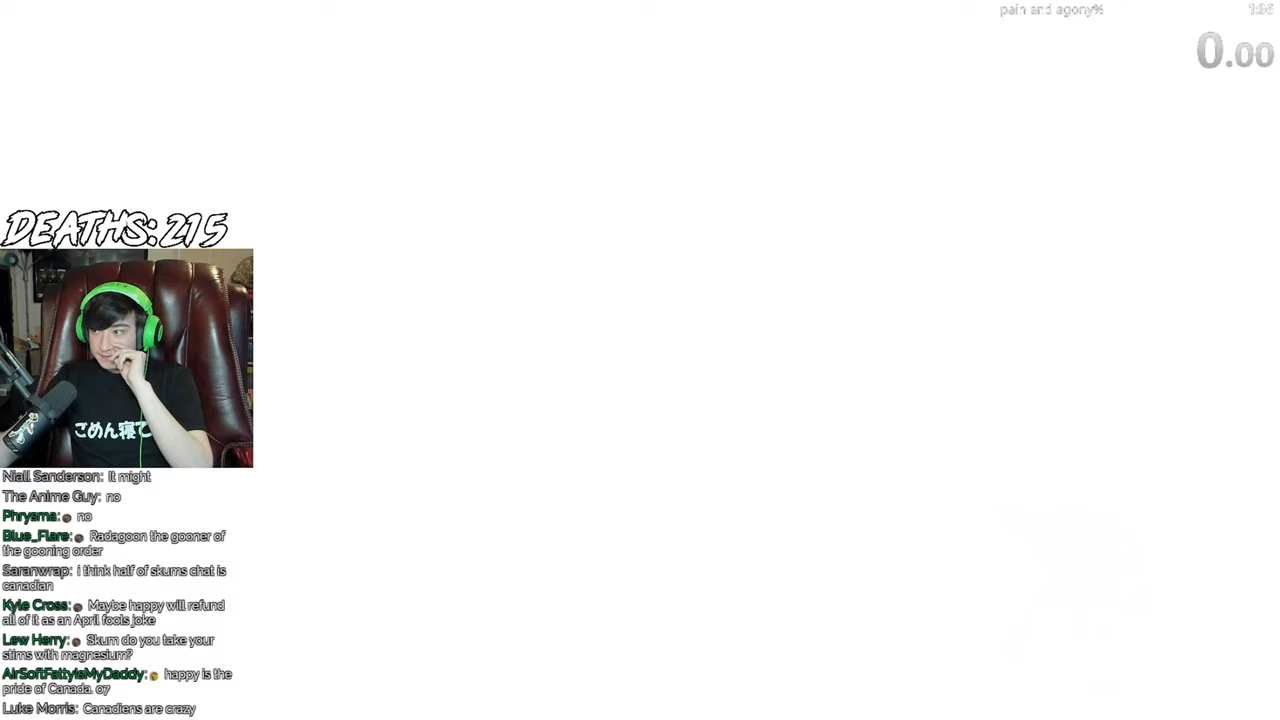 pain and agony%
1:36
0.00
DEATHS: 215
ごめん寝て
Niall Sanderson: It might
The Anime Guy: no
Phrysma: no
Blue_Flare: Radagoon the gooner of
the gooning order
Saranwrap: i think half of skums chat is
canadian
Kyle Cross: Maybe happy will refund
all of it as an April fools joke
Lew Herry: Skum do you take your
stims with magnesium?
AirSoftFattyIsMyDaddy: happy is the
pride of Canada. o7
Luke Morris: Canadiens are crazy